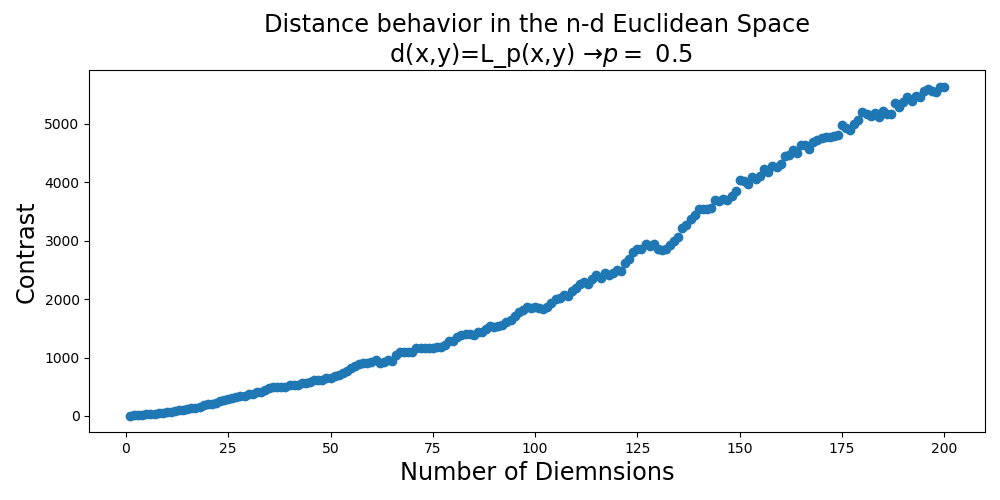 Distance behavior in the n-d Euclidean Space
d(x,y)=L_p(x,y) →p = 0.5
Contrast
5000
4000
3000
2000
1000
0
0 25 50 75 100 125 150 175 200
Number of Diemnsions